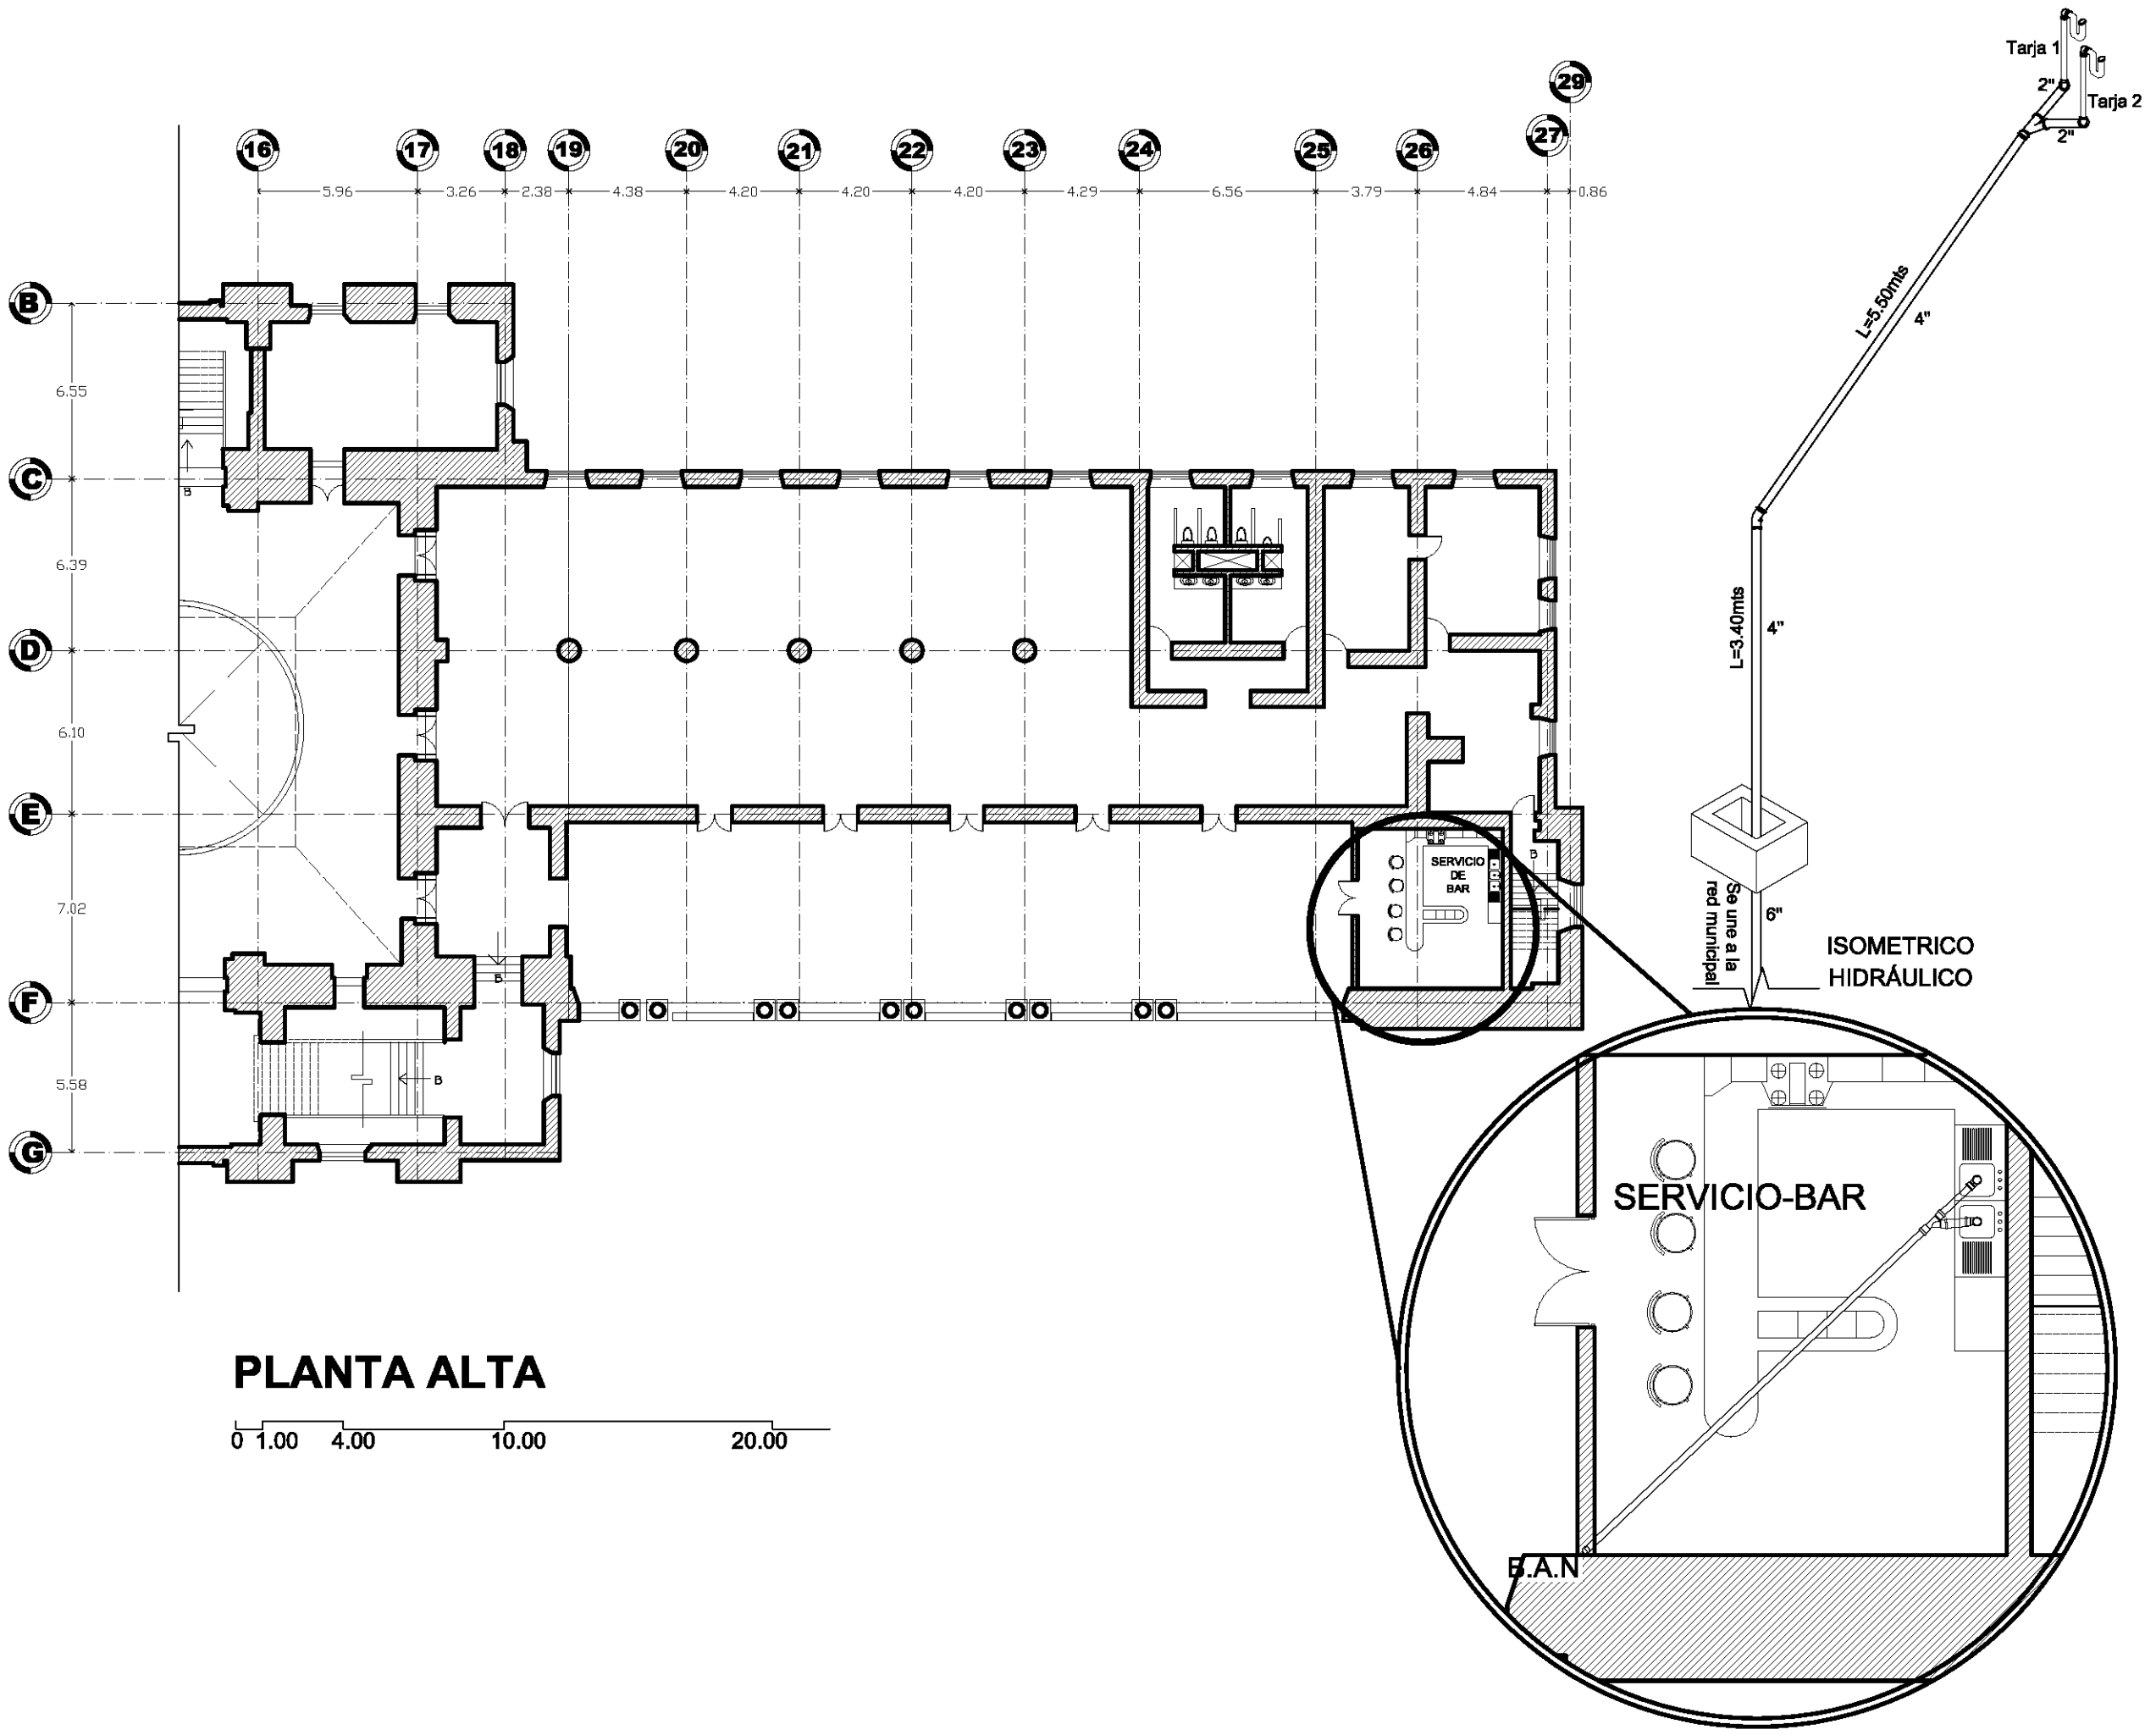 29
16
17
18
19
20
21
22
23
24
25
26
27
5.96
3.26
2.38
4.38
4.20
4.20
4.20
4.29
6.56
3.79
4.84
0.86
B
C
D
E
F
G
6.55
6.39
6.10
7.02
5.58
B
B
B
B
SERVICIO
DE
BAR
Tarja 1
2"
Tarja 2
2"
L=5.50mts
4"
L=3.40mts
4"
Se une a la
red municipal
6"
ISOMETRICO
HIDRÁULICO
SERVICIO-BAR
B.A.N
PLANTA ALTA
0 1.00 4.00 10.00 20.00